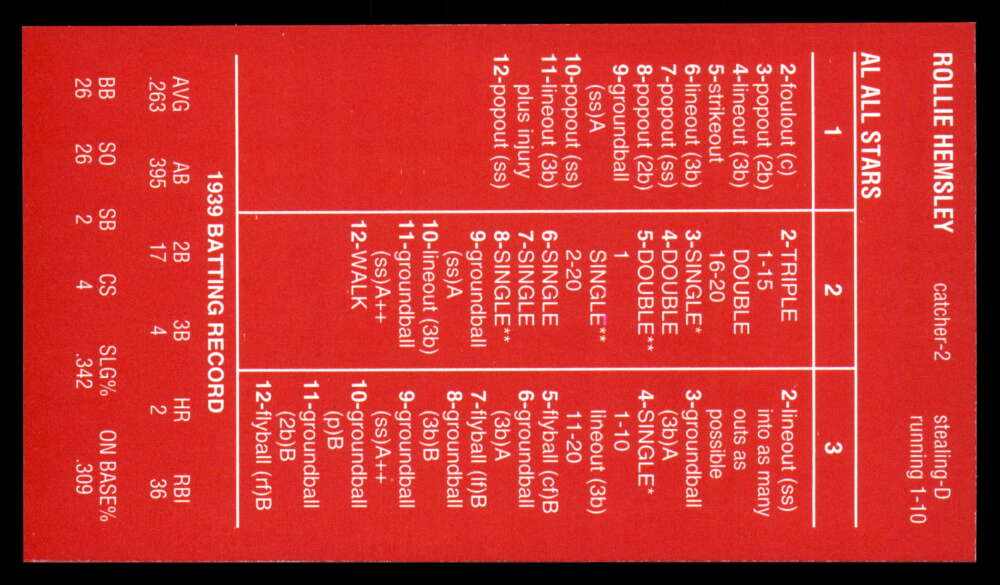 ROLLIE HEMSLEY catcher-2 stealing-D
running 1-10
AL ALL STARS
1 2 3
2-foulout (c)
3-popout (2b)
4-lineout (3b)
5-strikeout
6-lineout (3b)
7-popout (ss)
8-popout (2b)
9-groundball
(ss)A
10-popout (ss)
11-lineout (3b)
plus injury
12-popout (ss)
2-TRIPLE
1-15
DOUBLE
16-20
3-SINGLE*
4-DOUBLE
5-DOUBLE**
1
SINGLE**
2-20
6-SINGLE
7-SINGLE
8-SINGLE**
9-groundball
(ss)A
10-lineout (3b)
11-groundball
(ss)A++
12-WALK
2-lineout (ss)
into as many
outs as
possible
3-groundball
(3b)A
4-SINGLE*
1-10
lineout (3b)
11-20
5-flyball (cf)B
6-groundball
(3b)A
7-flyball (lf)B
8-groundball
(3b)B
9-groundball
(ss)A++
10-groundball
(p)B
11-groundball
(2b)B
12-flyball (rf)B
1939 BATTING RECORD
AVG AB 2B 3B HR RBI
.263 395 17 4 2 36
BB SO SB CS SLG% ON BASE%
26 26 2 4 .342 .309